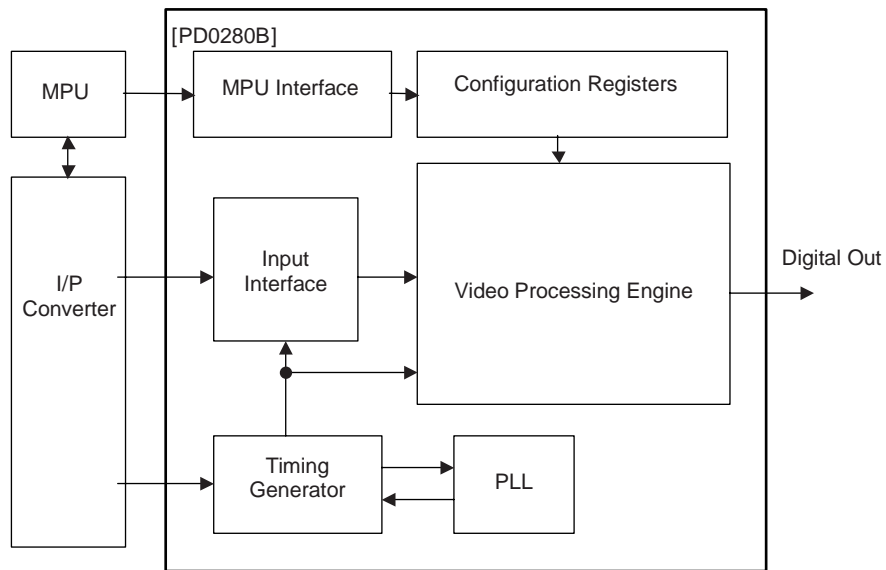 [PD0280B]
MPU
MPU Interface
Configuration Registers
I/P
Converter
Input
Interface
Video Processing Engine
Digital Out
Timing
Generator
PLL